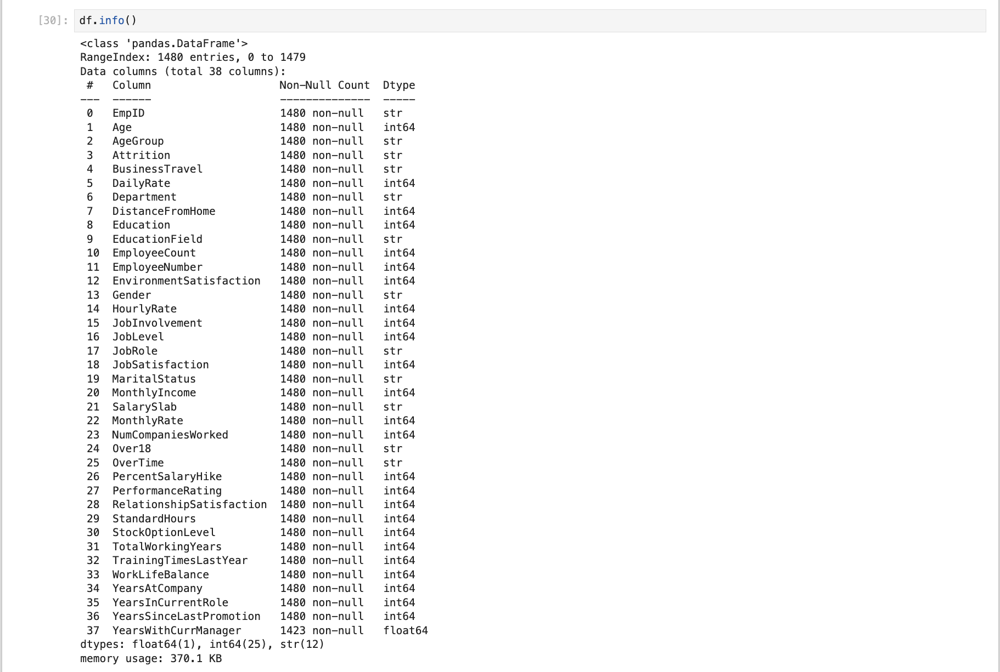 [30]: df.info()
<class 'pandas.DataFrame'>
RangeIndex: 1480 entries, 0 to 1479
Data columns (total 38 columns):
 #   Column                    Non-Null Count  Dtype
---  ------                    --------------  -----
 0   EmpID                     1480 non-null   str
 1   Age                       1480 non-null   int64
 2   AgeGroup                  1480 non-null   str
 3   Attrition                 1480 non-null   str
 4   BusinessTravel            1480 non-null   str
 5   DailyRate                 1480 non-null   int64
 6   Department                1480 non-null   str
 7   DistanceFromHome          1480 non-null   int64
 8   Education                 1480 non-null   int64
 9   EducationField            1480 non-null   str
 10  EmployeeCount             1480 non-null   int64
 11  EmployeeNumber            1480 non-null   int64
 12  EnvironmentSatisfaction   1480 non-null   int64
 13  Gender                    1480 non-null   str
 14  HourlyRate                1480 non-null   int64
 15  JobInvolvement            1480 non-null   int64
 16  JobLevel                  1480 non-null   int64
 17  JobRole                   1480 non-null   str
 18  JobSatisfaction           1480 non-null   int64
 19  MaritalStatus             1480 non-null   str
 20  MonthlyIncome             1480 non-null   int64
 21  SalarySlab                1480 non-null   str
 22  MonthlyRate               1480 non-null   int64
 23  NumCompaniesWorked        1480 non-null   int64
 24  Over18                    1480 non-null   str
 25  OverTime                  1480 non-null   str
 26  PercentSalaryHike         1480 non-null   int64
 27  PerformanceRating         1480 non-null   int64
 28  RelationshipSatisfaction  1480 non-null   int64
 29  StandardHours             1480 non-null   int64
 30  StockOptionLevel          1480 non-null   int64
 31  TotalWorkingYears         1480 non-null   int64
 32  TrainingTimesLastYear     1480 non-null   int64
 33  WorkLifeBalance           1480 non-null   int64
 34  YearsAtCompany            1480 non-null   int64
 35  YearsInCurrentRole        1480 non-null   int64
 36  YearsSinceLastPromotion   1480 non-null   int64
 37  YearsWithCurrManager      1423 non-null   float64
dtypes: float64(1), int64(25), str(12)
memory usage: 370.1 KB